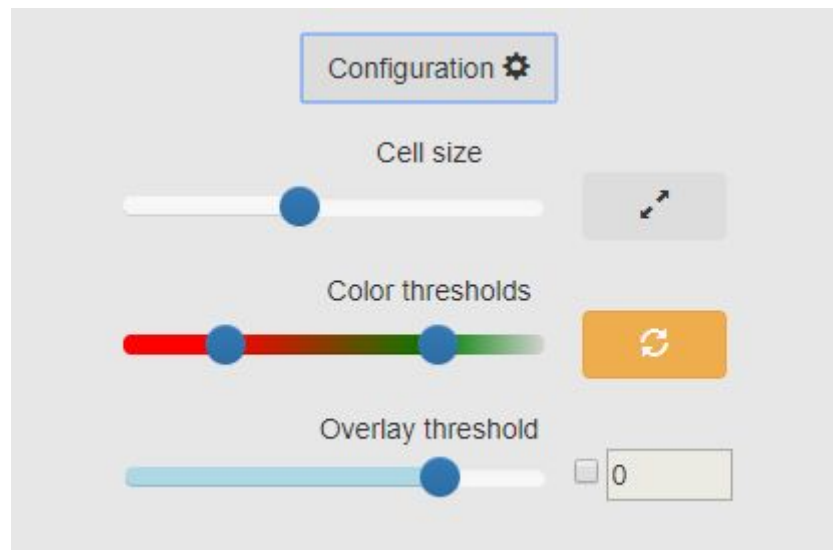 Configuration
Cell size
Color thresholds
Overlay threshold
0